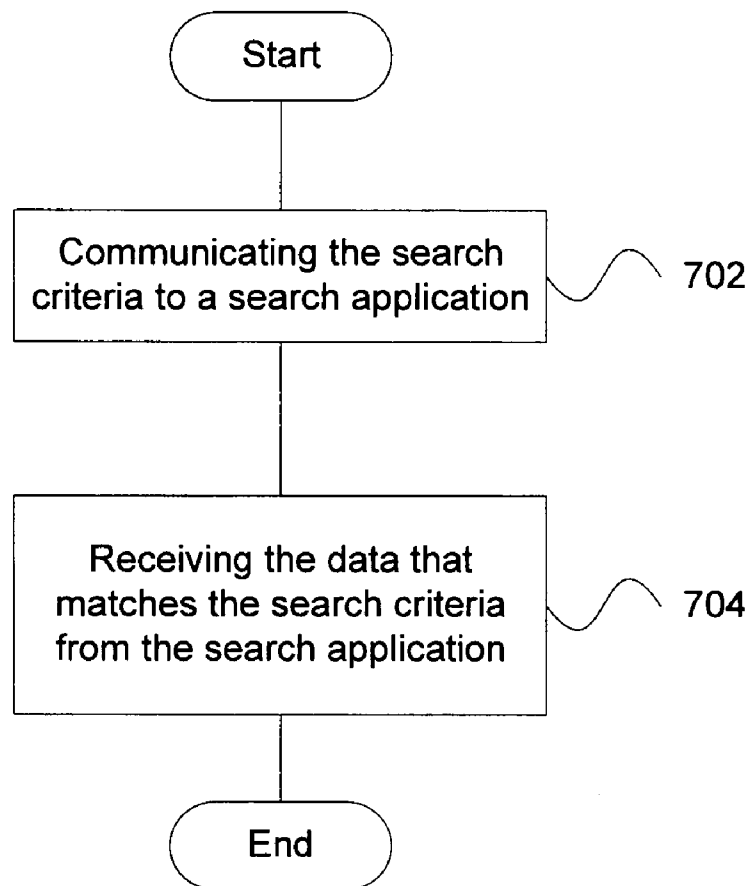 Start
Communicating the search
criteria to a search application
702
Receiving the data that
matches the search criteria
from the search application
704
End